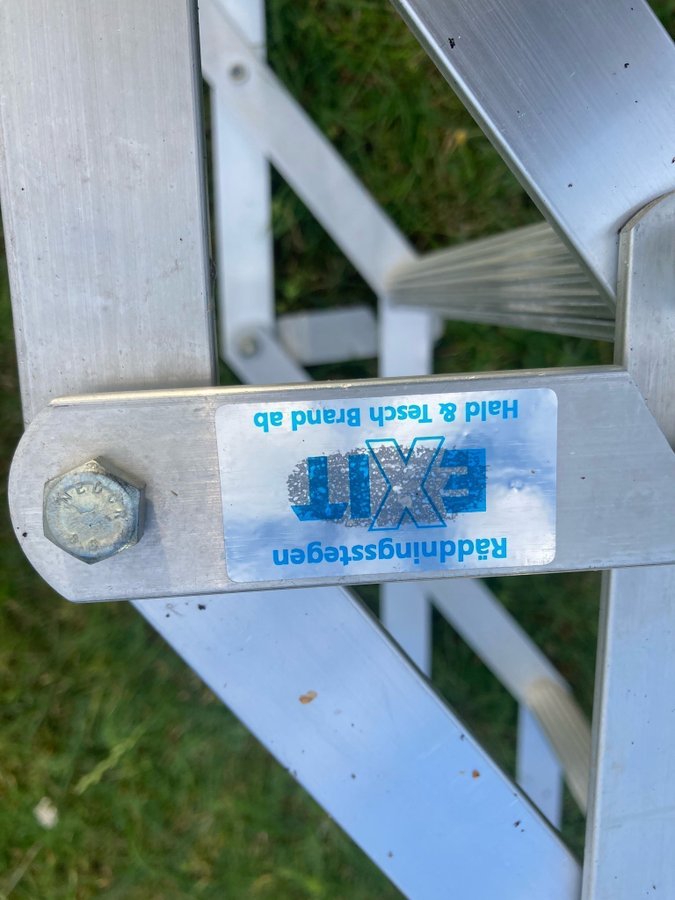 Räddningsstegen
EXIT
Hald & Tesch Brand ab